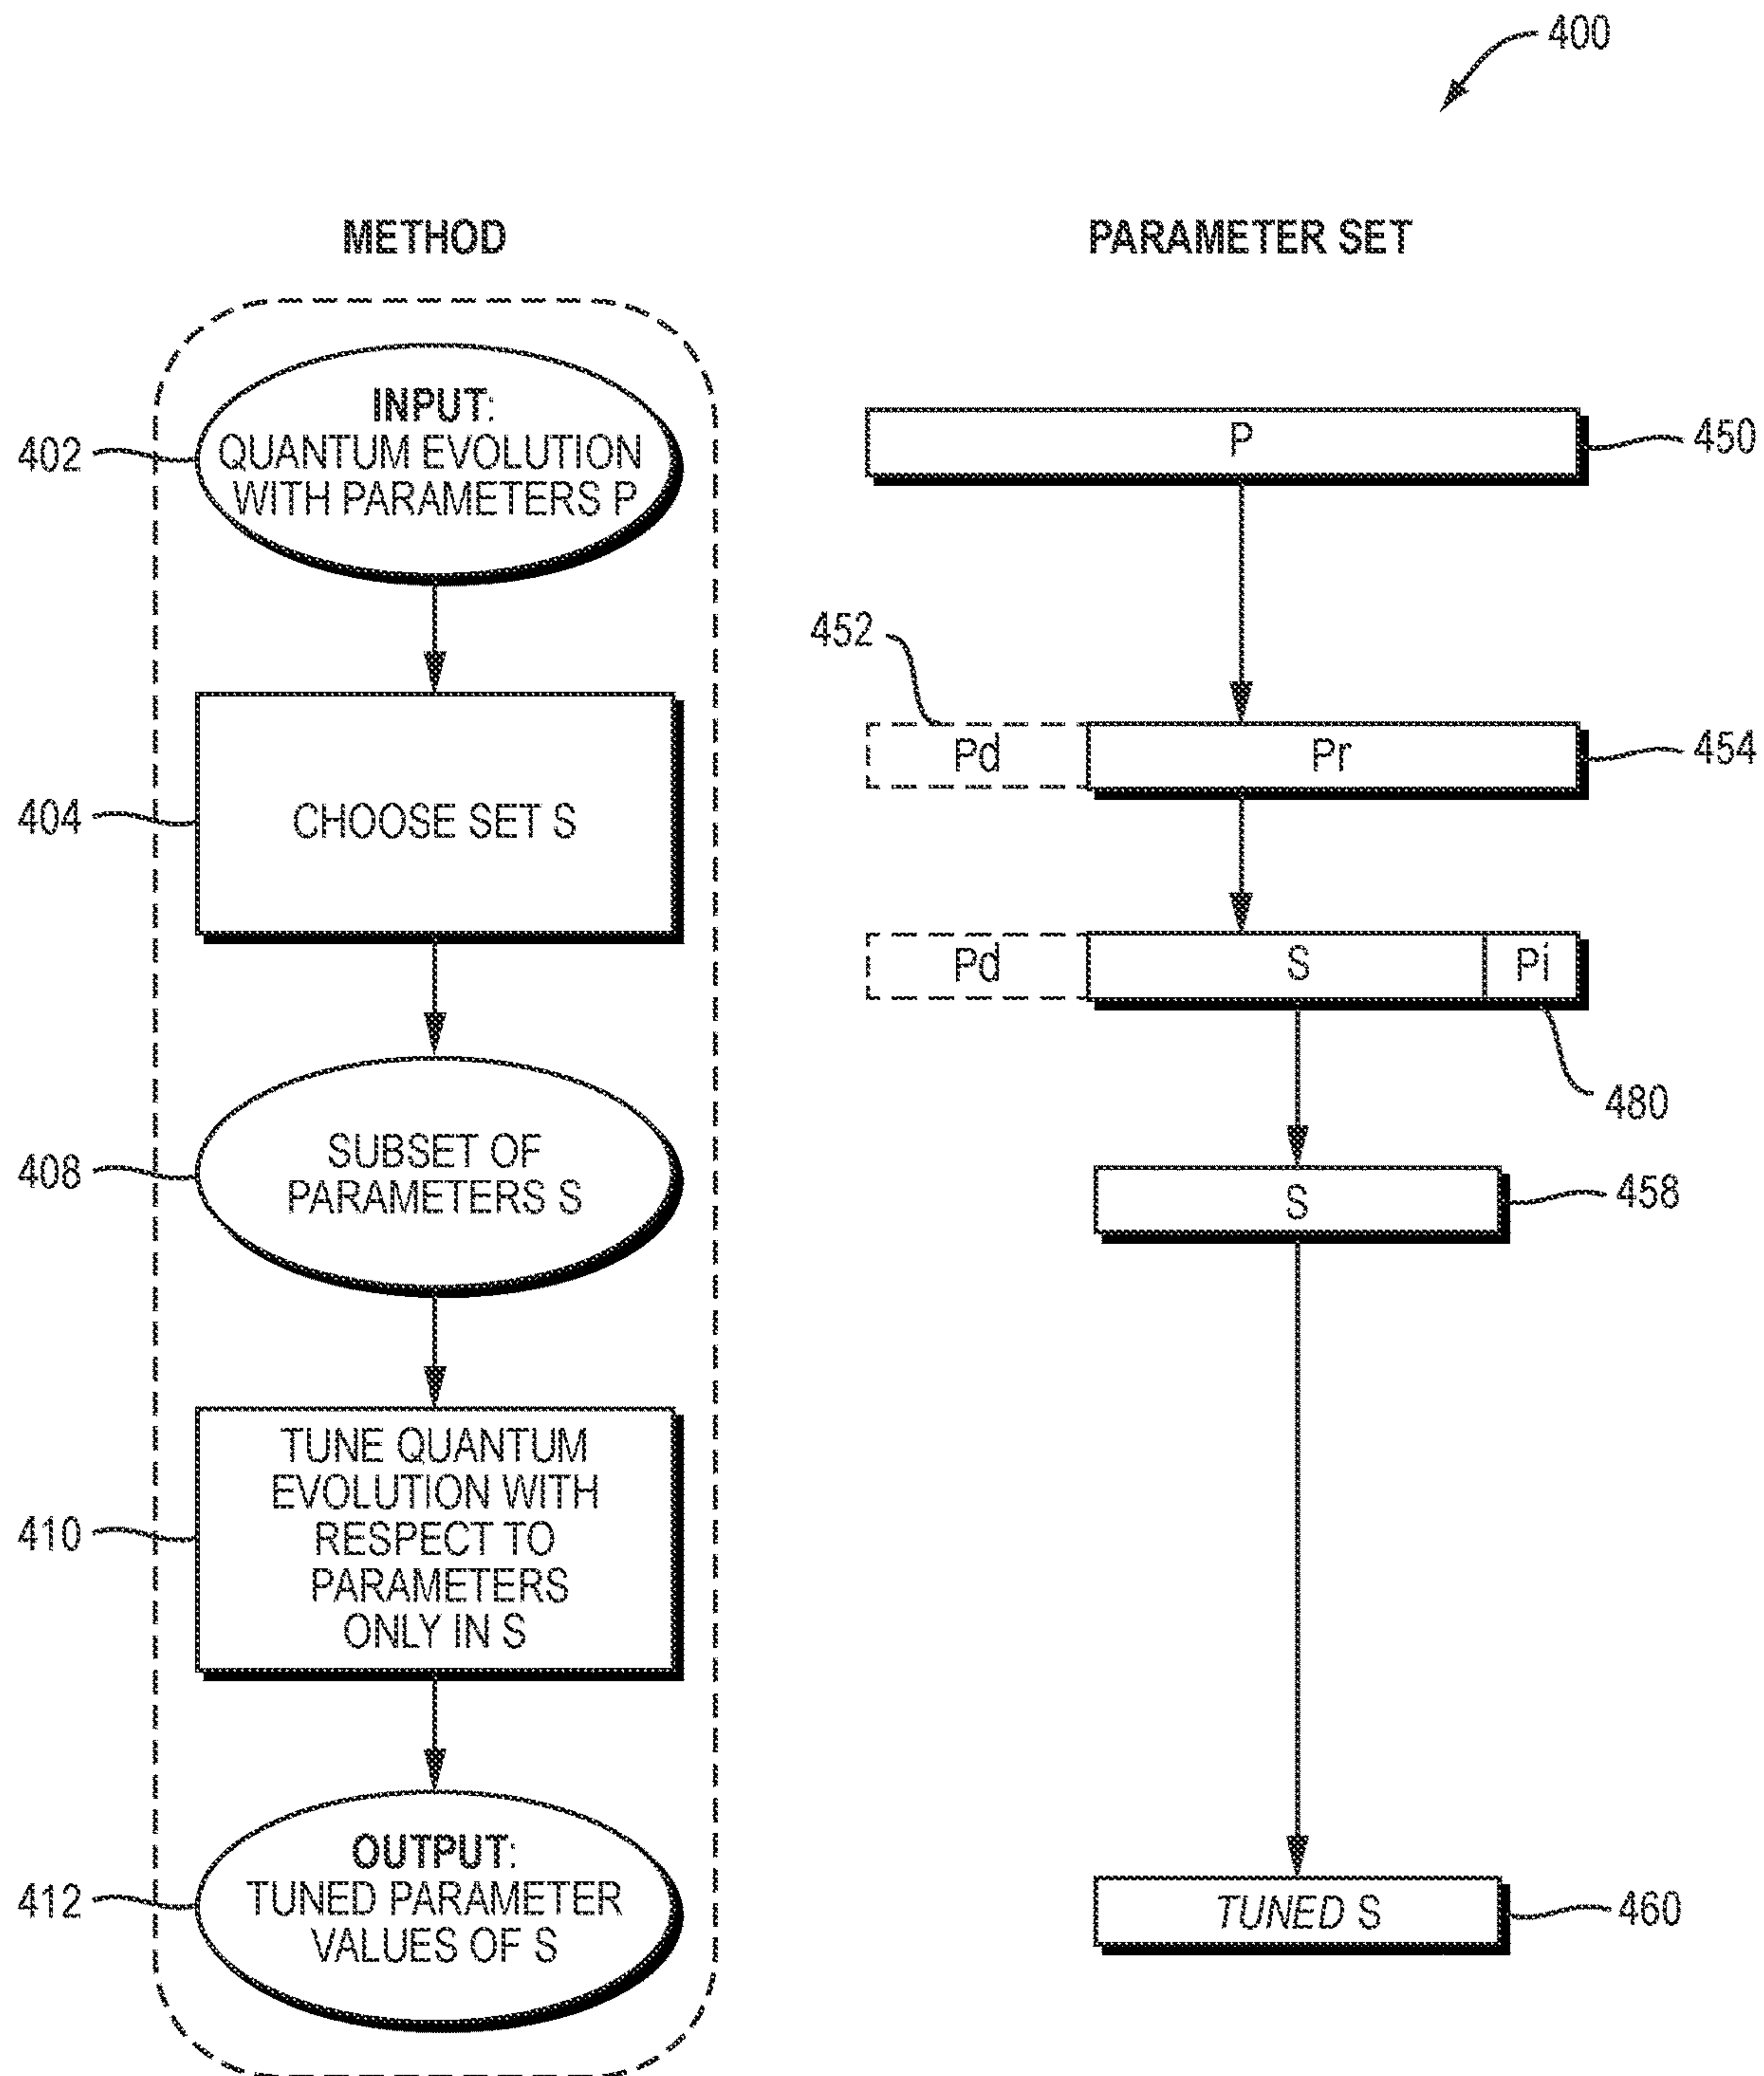 400
METHOD
PARAMETER SET
402
INPUT:
QUANTUM EVOLUTION
WITH PARAMETERS P
404
CHOOSE SET S
408
SUBSET OF
PARAMETERS S
410
TUNE QUANTUM
EVOLUTION WITH
RESPECT TO
PARAMETERS
ONLY IN S
412
OUTPUT:
TUNED PARAMETER
VALUES OF S
P
450
452
Pd
Pr
454
Pd
S
Pi
480
S
458
TUNED S
460